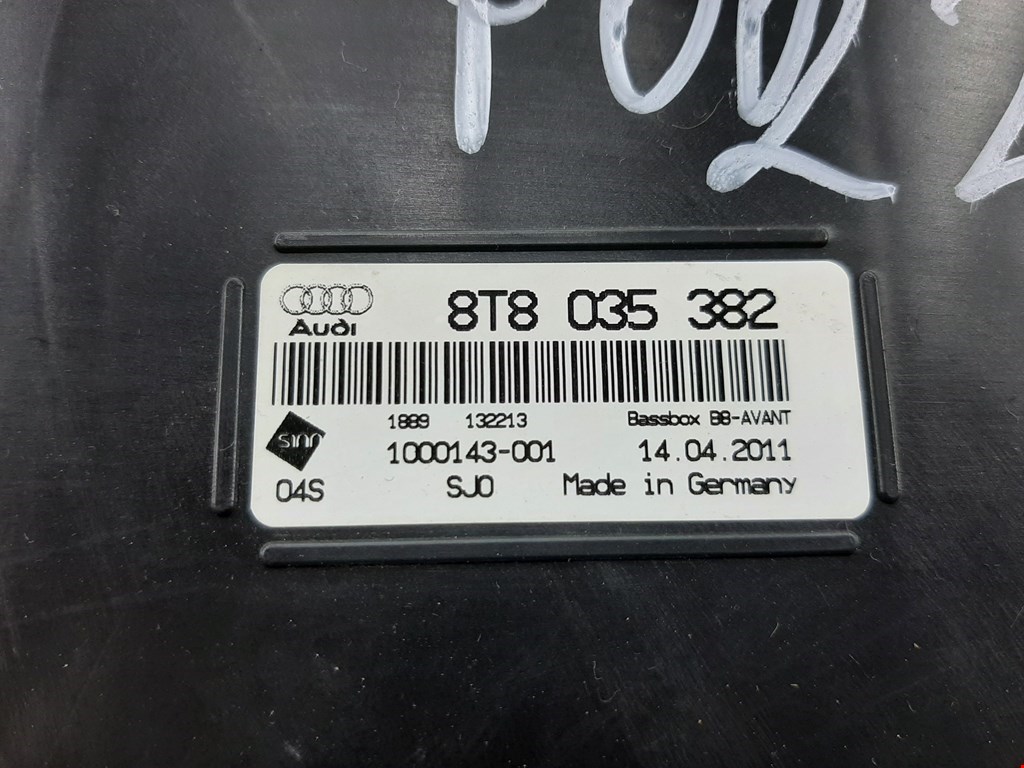 Audi 8T8 035 382
1889 132213 Bassbox B8-AVANT
1000143-001 14.04.2011
04S SJ0 Made in Germany